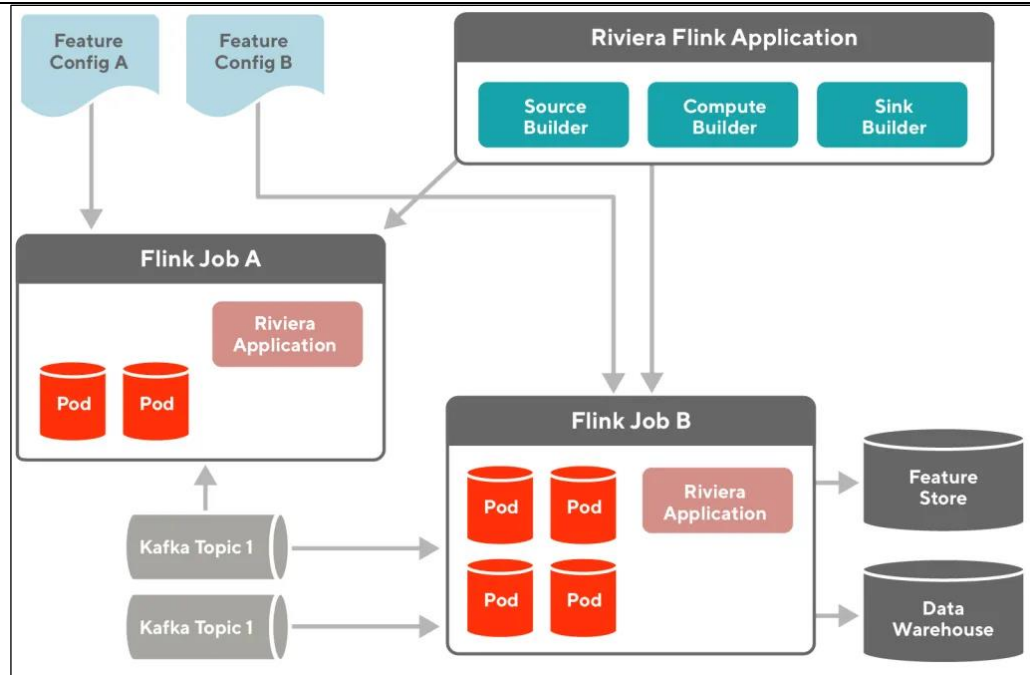 Feature
Config A
Feature
Config B
Riviera Flink Application
Source
Builder
Compute
Builder
Sink
Builder
Flink Job A
Riviera
Application
Pod
Pod
Flink Job B
Pod
Pod
Riviera
Application
Pod
Pod
Feature
Store
Kafka Topic 1
Kafka Topic 1
Data
Warehouse